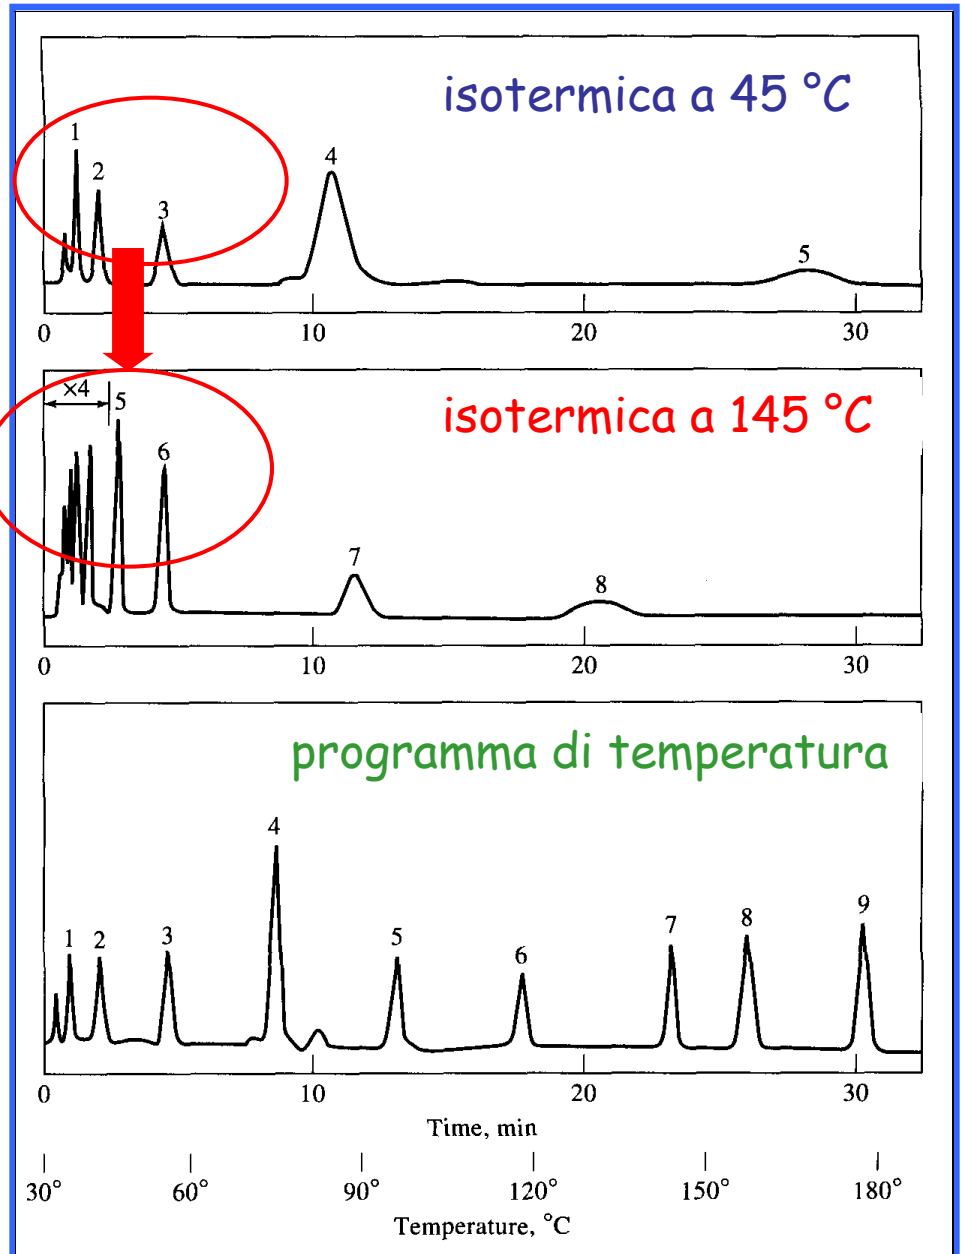 isotermica a 45 °C
1
2
3
4
5
0 10 20 30
×4
5
isotermica a 145 °C
6
7
8
0 10 20 30
programma di temperatura
4
1 2 3 5 6 7 8 9
0 10 20 30
Time, min
30° 60° 90° 120° 150° 180°
Temperature, °C